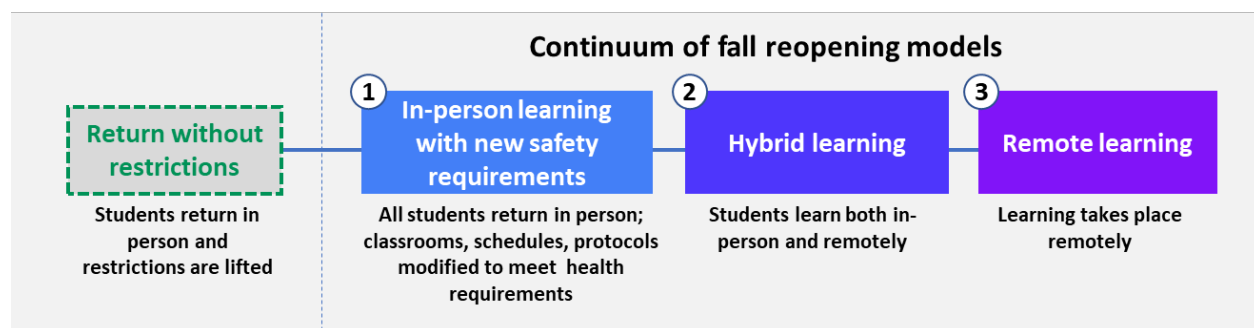 Continuum of fall reopening models
Return without
restrictions
Students return in
person and
restrictions are lifted
1
In-person learning
with new safety
requirements
All students return in person;
classrooms, schedules, protocols
modified to meet health
requirements
2
Hybrid learning
Students learn both in-
person and remotely
3
Remote learning
Learning takes place
remotely